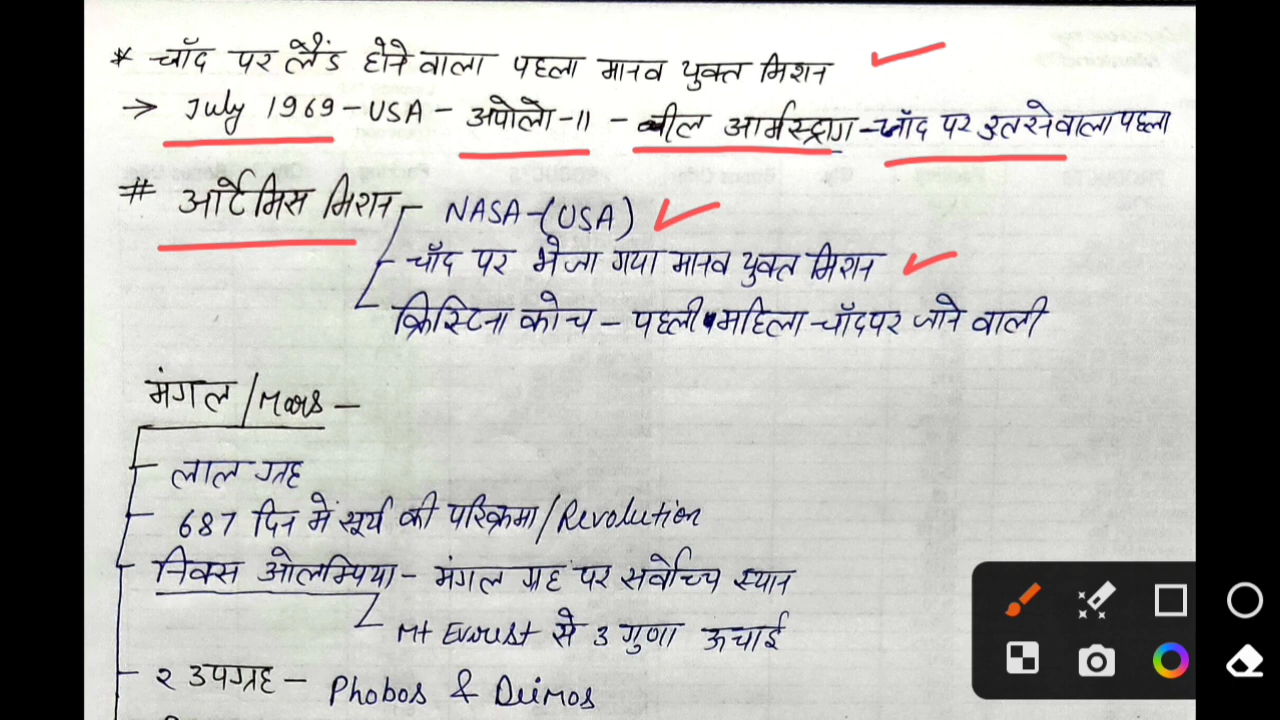 * चाँद पर लैंड होने वाला पहला मानव युक्त मिशन
→ July 1969 - USA - अपोलो-11 - नील आर्मस्ट्रांग - चाँद पर उतरने वाला पहला
# आर्टेमिस मिशन - NASA - (USA)
- चाँद पर भेजा गया मानव युक्त मिशन
क्रिस्टिना कोच - पहली महिला चाँद पर जाने वाली
मंगल / Mars -
लाल ग्रह
687 दिन में सूर्य की परिक्रमा / Revolution
निक्स ओलम्पिया - मंगल ग्रह पर सर्वोच्च स्थान
Mt Everest से 3 गुणा ऊचाई
2 उपग्रह - Phobos & Deimos